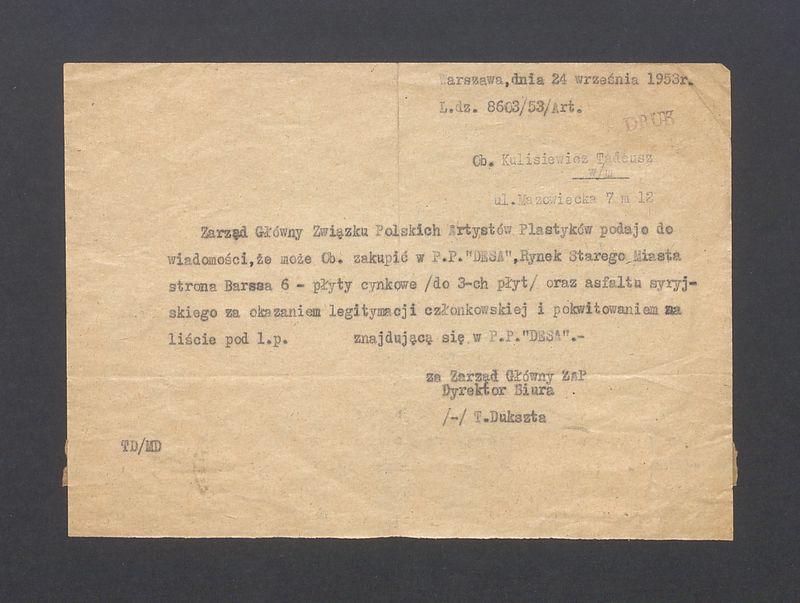 Warszawa,dnia 24 września 1953r.
L.dz. 8603/53/Art.
DRUK
Ob. Kulisiewicz Tadeusz
w/m
ul.Mazowiecka 7 m 12
Zarząd Główny Związku Polskich Artystów Plastyków podaje do
wiadomości,że może Ob. zakupić w P.P."DESA",Rynek Starego Miasta
strona Barssa 6 - płyty cynkowe /do 3-ch płyt/ oraz asfaltu syryj-
skiego za okazaniem legitymacji członkowskiej i pokwitowaniem na
liście pod l.p. znajdującą się w P.P."DESA".-
za Zarząd Główny ZAP
Dyrektor Biura
/-/ T.Dukszta
TD/MD